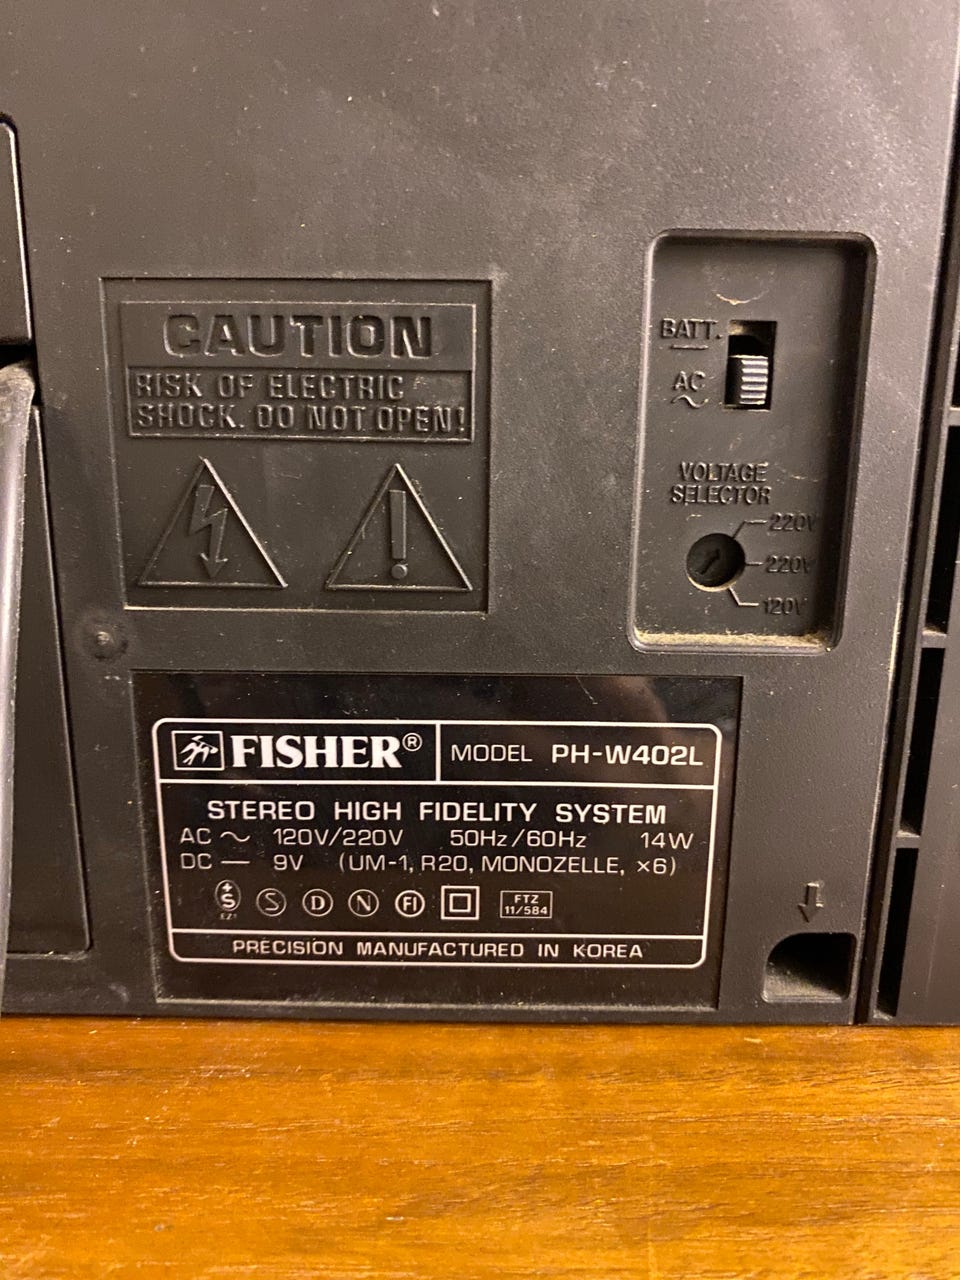 CAUTION
RISK OF ELECTRIC
SHOCK. DO NOT OPEN!
BATT.
AC
~
VOLTAGE
SELECTOR
220V
220V
120V
FISHER®
MODEL PH-W402L
STEREO HIGH FIDELITY SYSTEM
AC ~ 120V/220V 50Hz/60Hz 14W
DC — 9V (UM-1, R20, MONOZELLE, ×6)
+S S D N FI
FTZ
11/584
PRECISION MANUFACTURED IN KOREA